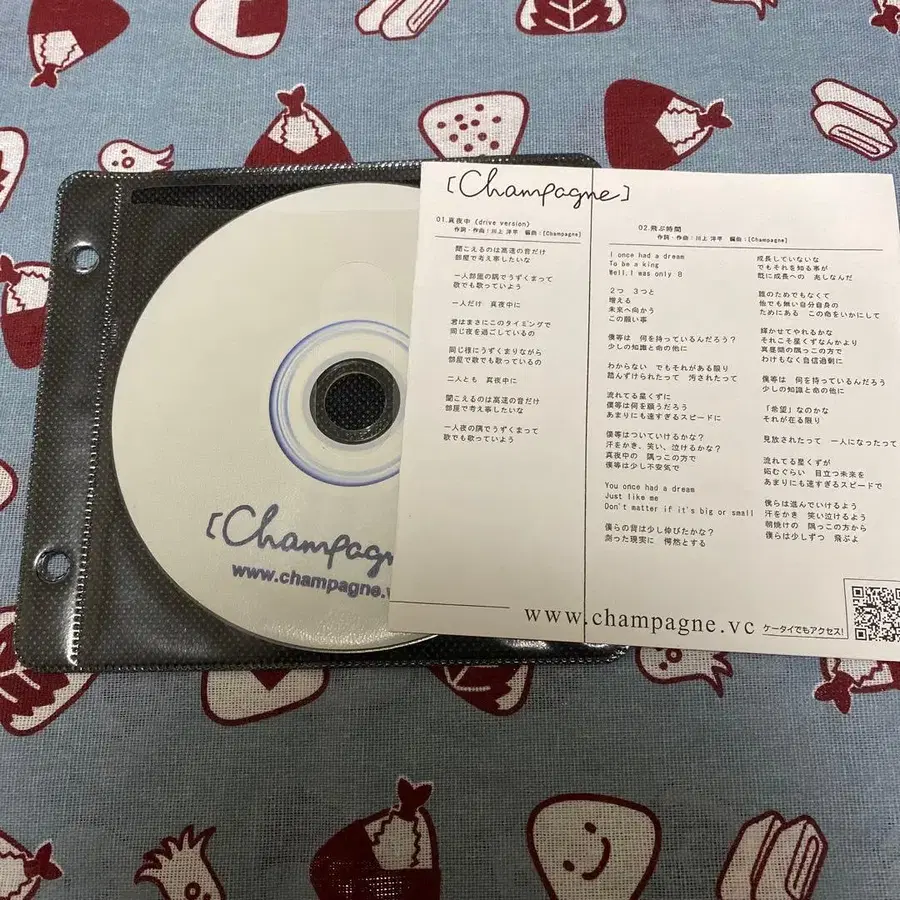 [Champagne]
www.champagne.v
[Champagne]
01.真夜中 (drive version)
作詞・作曲:川上 洋平 編曲:[Champagne]
聞こえるのは高速の音だけ
部屋で考え事したいな
一人部屋の隅でうずくまって
歌でも歌っていよう
一人だけ 真夜中に
君はまさにこのタイミングで
同じ夜を過ごしているの
同じ様にうずくまりながら
部屋で歌でも歌っているの
二人とも 真夜中に
聞こえるのは高速の音だけ
部屋で考え事したいな
一人夜の隅でうずくまって
歌でも歌っていよう
02.飛ぶ時間
作詞・作曲:川上 洋平 編曲:[Champagne]
I once had a dream
To be a king
Well,I was only 8
2つ 3つと
増える
未来へ向かう
この願い事
僕等は 何を持っているんだろう?
少しの知識と命の他に
わからない でもそれがある限り
踏んずけられたって 汚されたって
流れてる星くずに
僕等は何を願うだろう
あまりにも速すぎるスピードに
僕等はついていけるかな?
汗をかき、笑い、泣けるかな?
真夜中の 隅っこの方で
僕等は少し不安気で
You once had a dream
Just like me
Don't matter if it's big or small
僕らの背は少し伸びたかな?
測った現実に 愕然とする
成長していないな
でもそれを知る事が
既に成長への 兆しなんだ
誰のためでもなくて
他でも無い自分自身の
ためにある この命をいかにして
輝かせてやれるかな
それこそ星くずなんかより
真昼間の隅っこの方で
わけもなく自信過剰に
僕等は 何を持っているんだろう
少しの知識と命の他に
「希望」なのかな
それが在る限り
見放されたって 一人になったって
流れてる星くずが
拓むぐらい 目立つ未来を
あまりにも速すぎるスピードで
僕らは進んでいけるよう
汗をかき 笑い泣けるよう
朝焼けの 隅っこの方から
僕らは少しずつ 飛ぶよ
www.champagne.vc
ケータイでもアクセス!